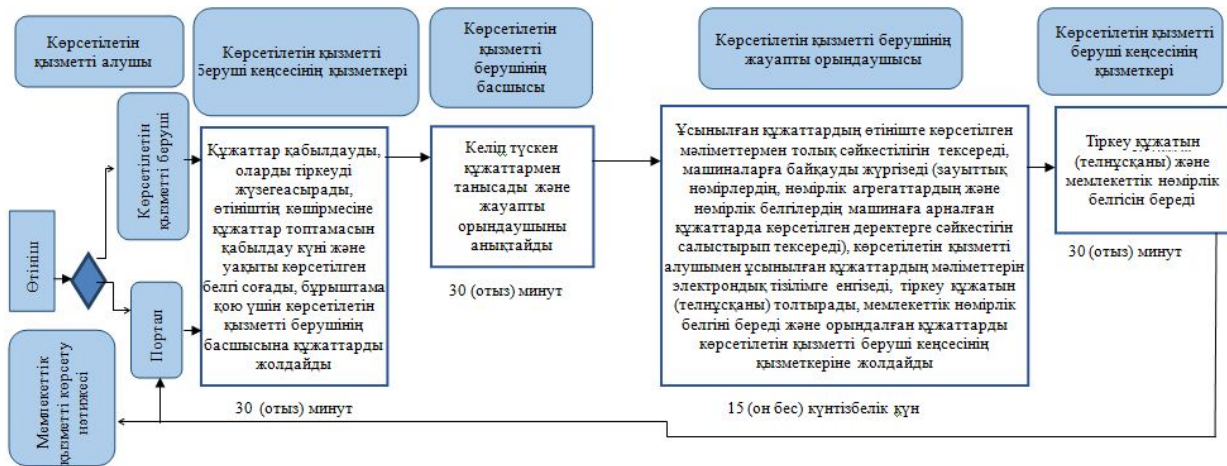 Көрсетілетін
қызметті алушы
Көрсетілетін қызметті
Беруші кеңсесінің қызметкері
Көрсетілетін
қызметті
берушінің
басшысы
Көрсетілетін қызметті берушінің
жауапты орындаушысы
Көрсетілетін қызметті
беруші кеңсесінің
қызметкері
Өтініш
Көрсетілетін
қызметті беруші
Портал
Мемлекеттік
қызметті көрсету
нәтижесі
Құжаттар қабылдауды,
оларды тіркеуді
жүзегеасырады,
өтініштің көшірмесіне
құжаттар топтамасын
қабылдау күні және
уақыты көрсетілген
белгі соғады, бұрыштама
қою үшін көрсетілетін
қызметті берушінің
басшысына құжаттарды
жолдайды
30 (отыз) минут
Келід түскен
құжаттармен
танысады және
жауапты
орындаушыны
анықтайды
30 (отыз) минут
Ұсынылған құжаттардың өтініште көрсетілген
мәліметтермен толық сәйкестілігін тексереді,
машиналарға байқауды жүргізеді (зауыттық
нөмірлердің, нөмірлік агрегаттардың және
нөмірлік белгілердің машинаға арналған
құжаттарда көрсетілген деректерге сәйкестігін
салыстырып тексереді), көрсетілетін қызметті
алушымен ұсынылған құжаттардың мәліметтерін
электрондық тізілімге енгізеді, тіркеу құжатын
(телнұсқаны) толтырады, мемлекеттік нөмірлік
белгіні береді және орындалған құжаттарды
көрсетілетін қызметті беруші кеңсесінің
қызметкеріне жолдайды
15 (он бес) күнтізбелік күн
Тіркеу құжатын
(телнұсқаны) және
мемлекеттік нөмірлік
белгісін береді
30 (отыз) минут